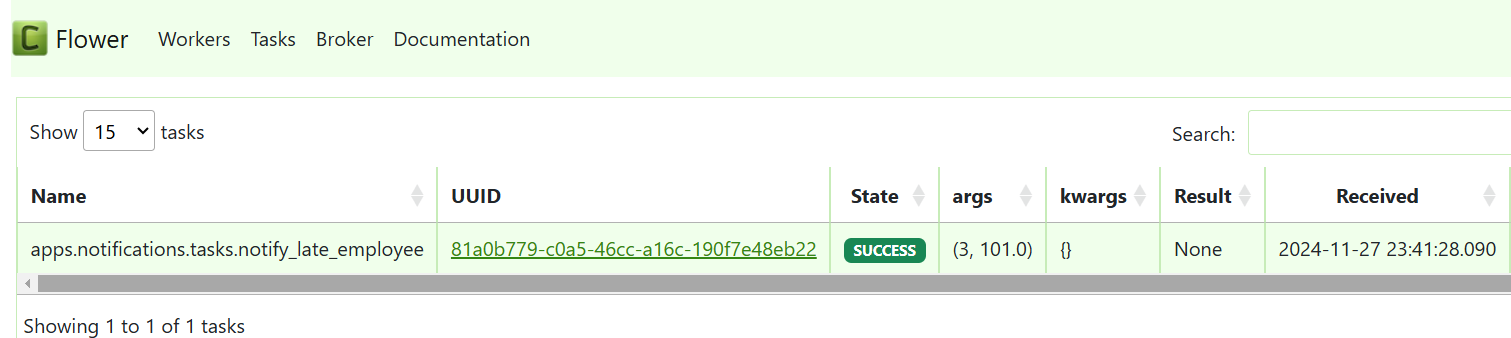 C Flower Workers Tasks Broker Documentation
Show 15 tasks Search:
Name UUID State args kwargs Result Received
apps.notifications.tasks.notify_late_employee 81a0b779-c0a5-46cc-a16c-190f7e48eb22 SUCCESS (3, 101.0) {} None 2024-11-27 23:41:28.090
Showing 1 to 1 of 1 tasks